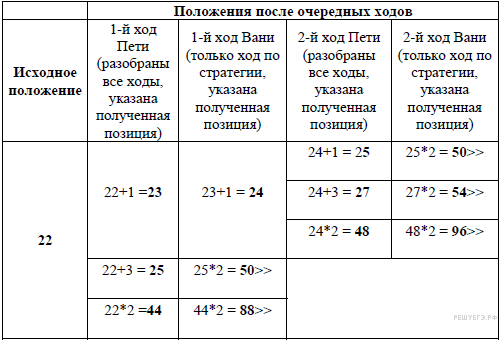 Исходное
положение
Положения после очередных ходов
1-й ход
Пети
(разобраны
все ходы,
указана
полученная
позиция)
1-й ход Вани
(только ход по
стратегии,
указана
полученная
позиция)
2-й ход
Пети
(разобраны
все ходы,
указана
полученная
позиция)
2-й ход Вани
(только ход по
стратегии,
указана
полученная
позиция)
22
22+1 =23
23+1 = 24
24+1 = 25
25*2 = 50>>
24+3 = 27
27*2 = 54>>
24*2 = 48
48*2 = 96>>
22+3 = 25
25*2 = 50>>
22*2 =44
44*2 = 88>>
РЕШУЕГЭ.РФ